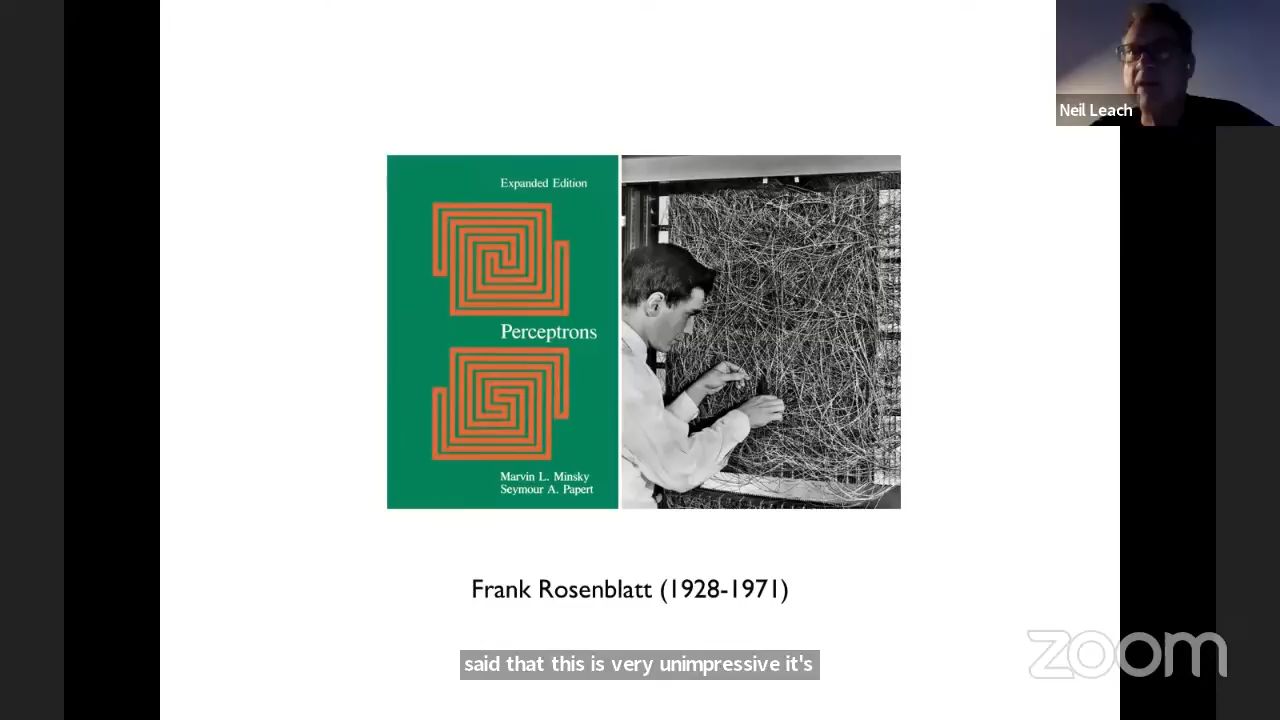 Neil Leach
Expanded Edition
Perceptrons
Marvin L. Minsky
Seymour A. Papert
Frank Rosenblatt (1928-1971)
said that this is very unimpressive it's
zoom